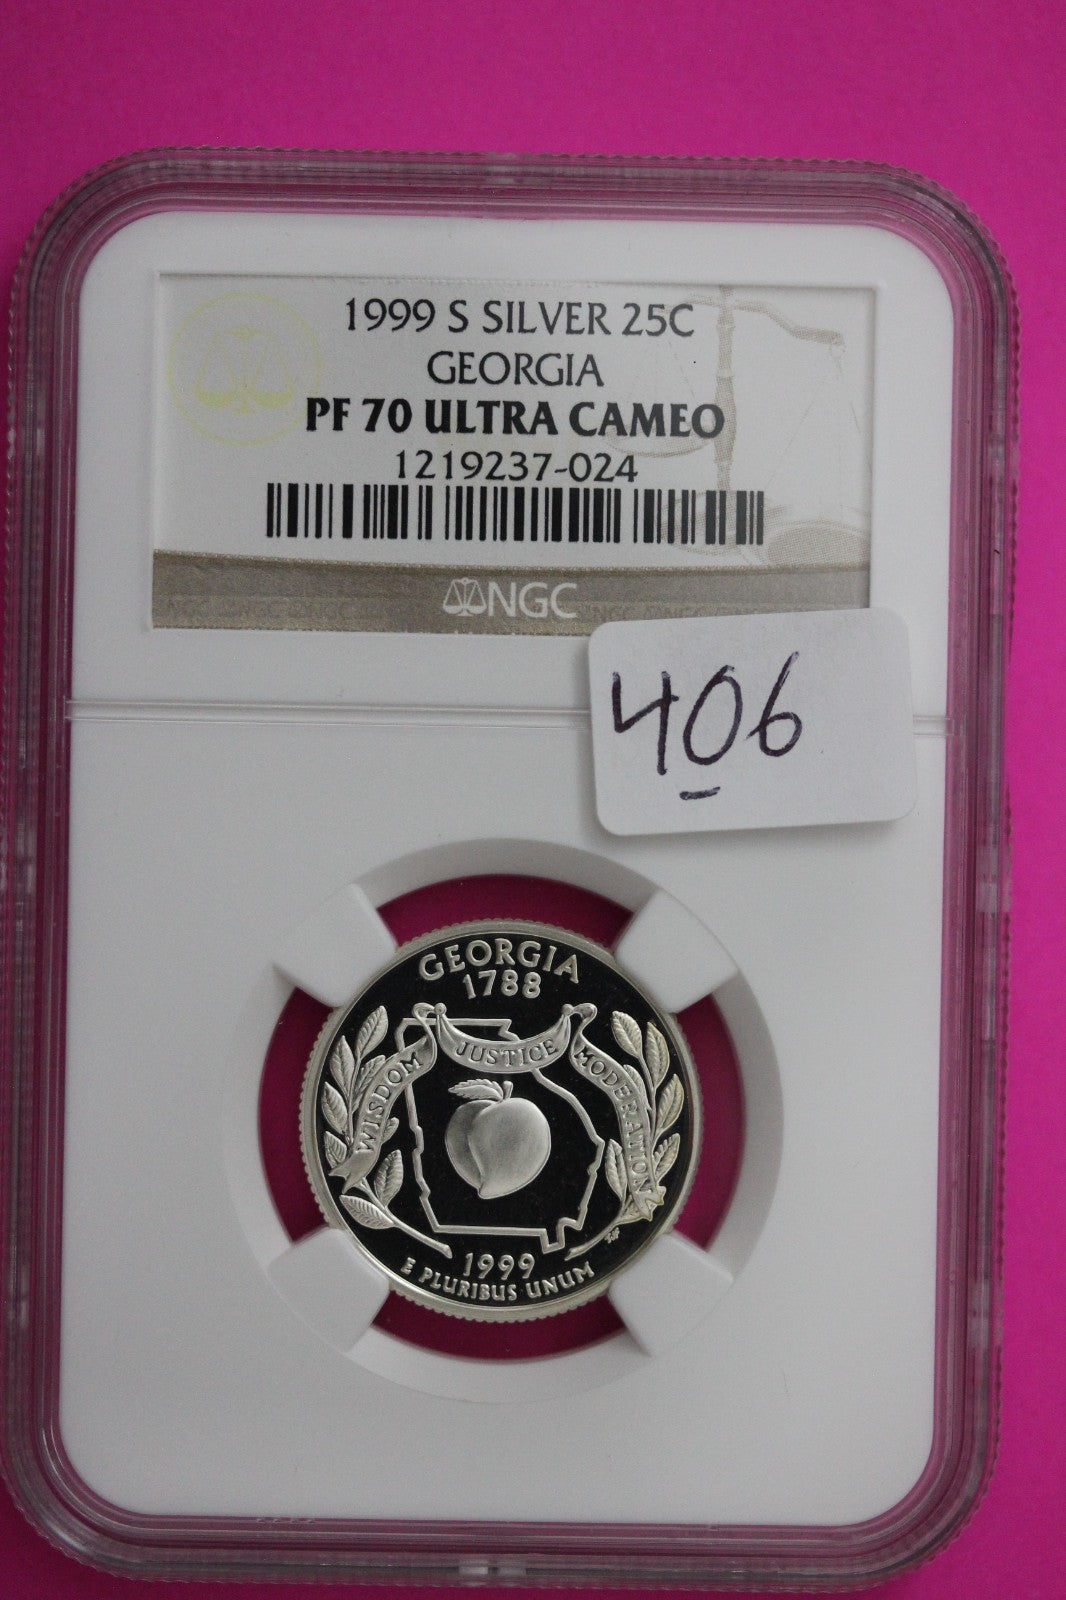 1999 S SILVER 25C
GEORGIA
PF 70 ULTRA CAMEO
1219237-024
NGC
406
GEORGIA
1788
WISDOM
JUSTICE
MODERATION
1999
E PLURIBUS UNUM